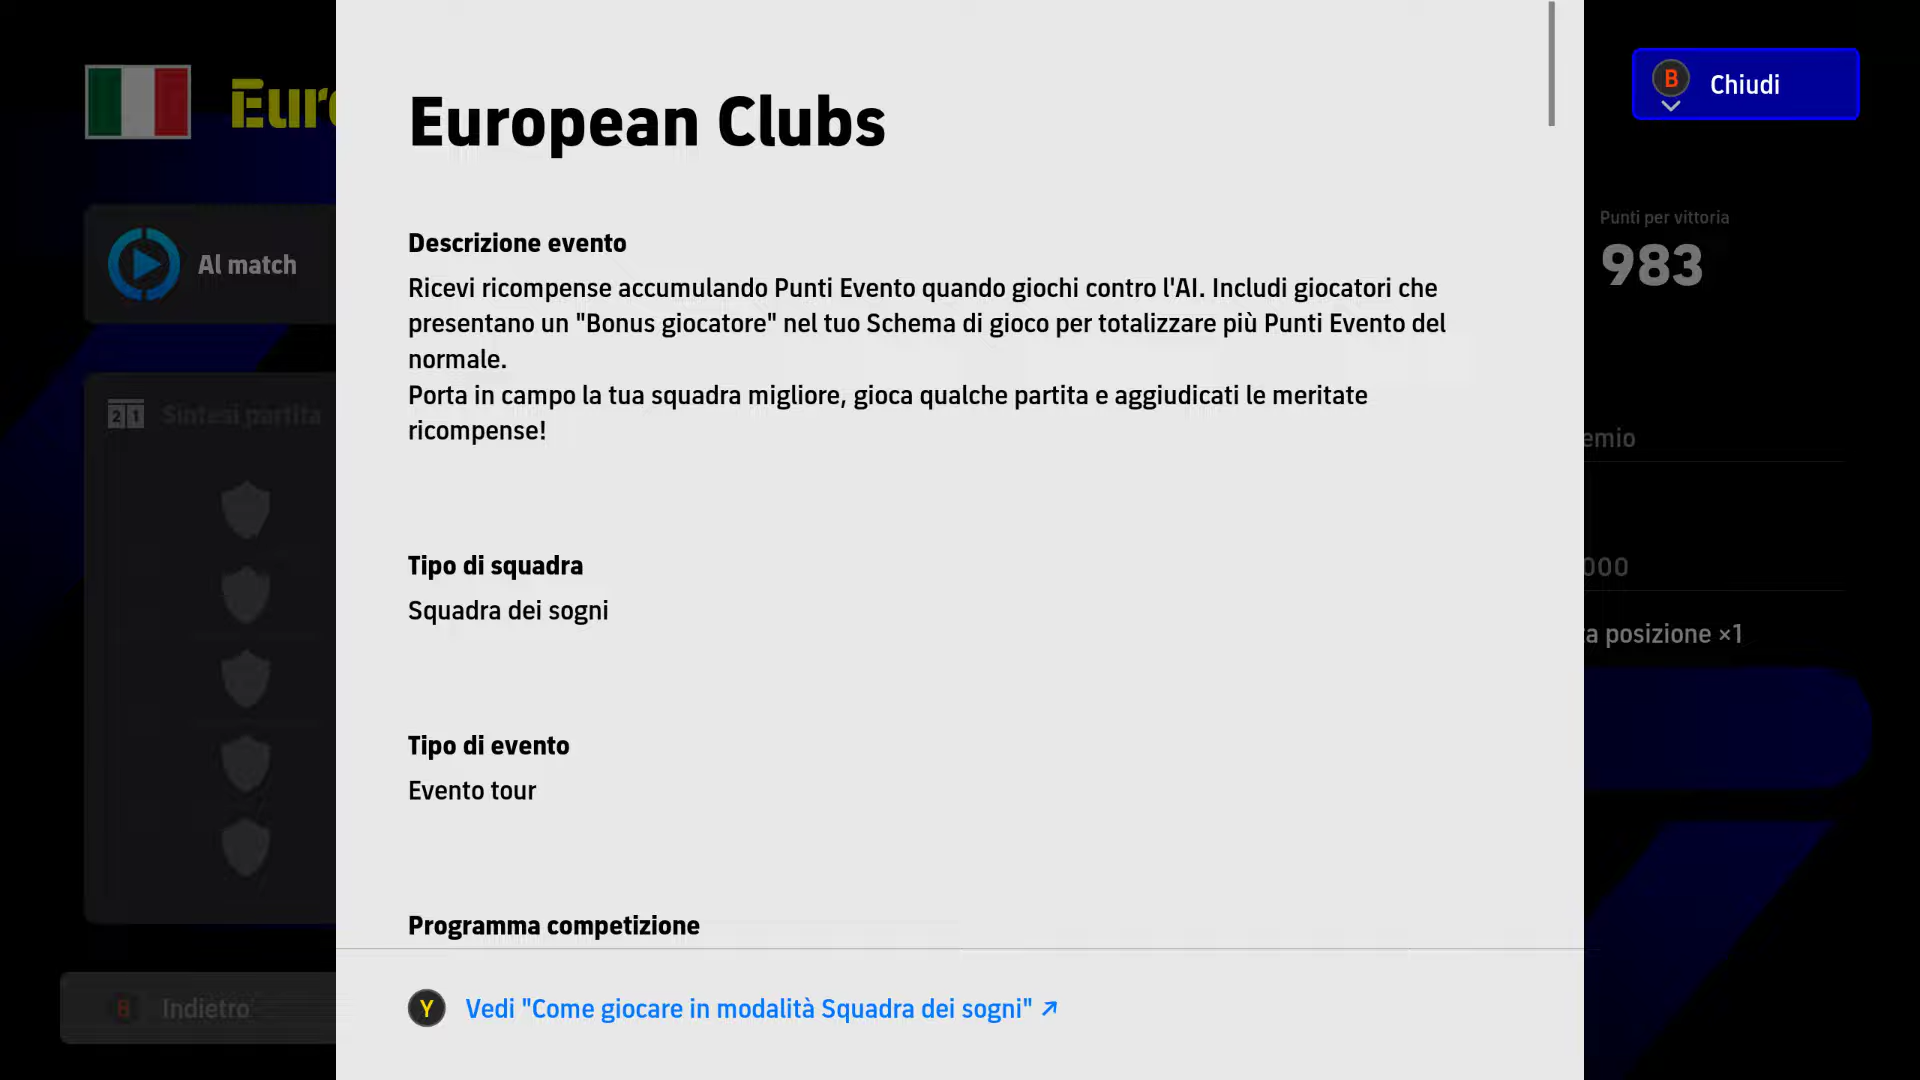 European Clubs
B Chiudi
Punti per vittoria
983
Al match
Descrizione evento
Ricevi ricompense accumulando Punti Evento quando giochi contro l'AI. Includi giocatori che
presentano un "Bonus giocatore" nel tuo Schema di gioco per totalizzare più Punti Evento del
normale.
Porta in campo la tua squadra migliore, gioca qualche partita e aggiudicati le meritate
ricompense!
21 Sintesi partita
Tipo di squadra
Squadra dei sogni
posizione ×1
Tipo di evento
Evento tour
Programma competizione
B Indietro
Y Vedi "Come giocare in modalità Squadra dei sogni" ↗